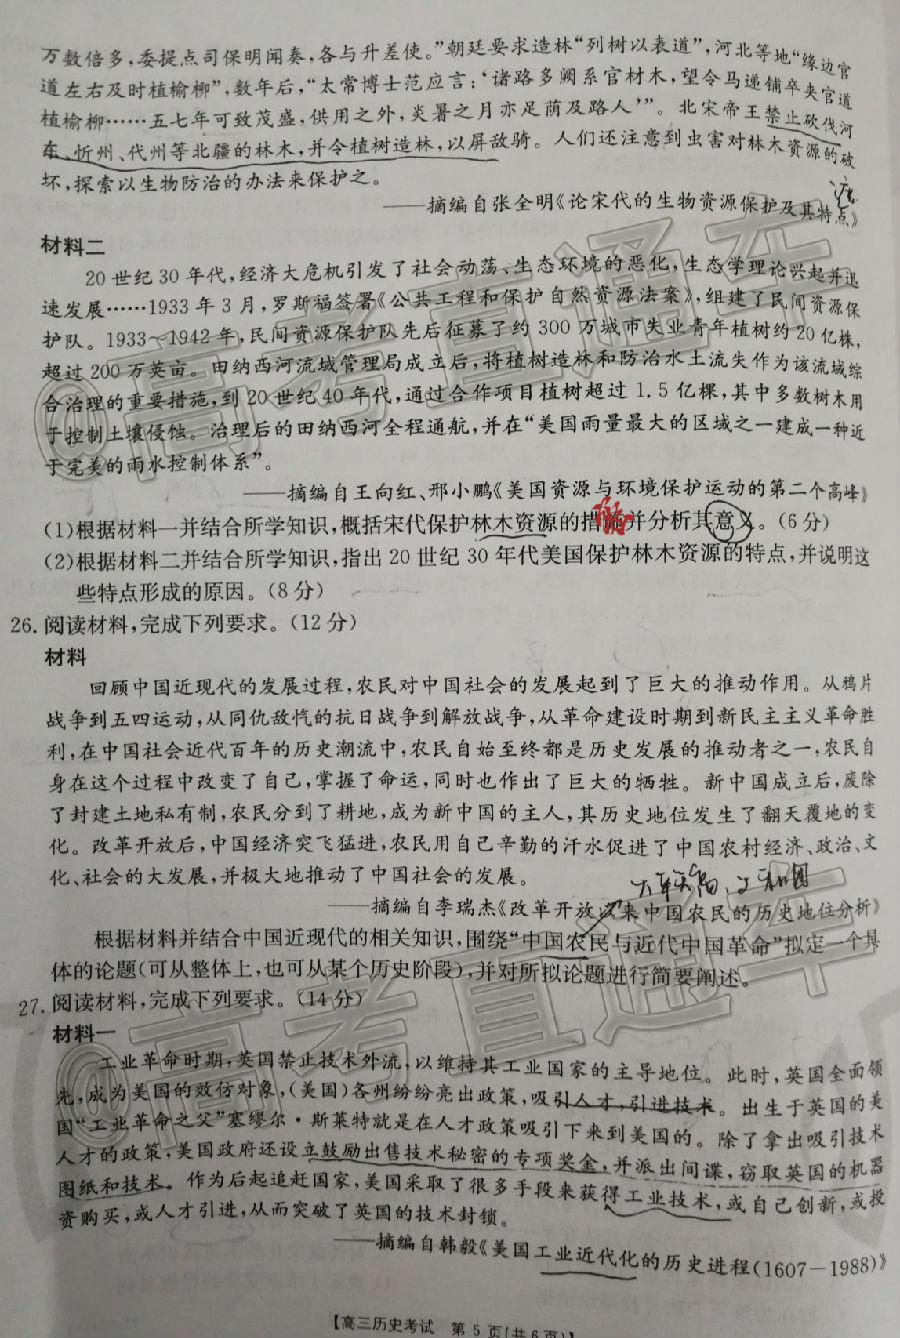 万数倍多，委提点司保明闻奏，各与升差使。”朝廷要求造林“列树以表道”，河北等地“缘边官
道左右及时植榆柳”，数年后，“太常博士范应言：‘诸路多阙系官材木，望令马递铺卒夹官道
植榆柳……五七年可致茂盛，供用之外，炎暑之月亦足荫及路人’”。北宋帝王禁止砍伐河
东、忻州、代州等北疆的林木，并令植树造林，以屏敌骑。人们还注意到虫害对林木资源的破
坏，探索以生物防治的办法来保护之。
——摘编自张全明《论宋代的生物资源保护及其特点》
材料二
20世纪30年代，经济大危机引发了社会动荡、生态环境的恶化，生态学理论兴起并迅
速发展……1933年3月，罗斯福签署《公共工程和保护自然资源法案》，组建了民间资源保
护队。1933～1942年，民间资源保护队先后征募了约300万城市失业青年植树约20亿株，
超过200万英亩。田纳西河流域管理局成立后，将植树造林和防治水土流失作为该流域综
合治理的重要措施，到20世纪40年代，通过合作项目植树超过1.5亿棵，其中多数树木用
于控制土壤侵蚀。治理后的田纳西河全程通航，并在“美国雨量最大的区域之一建成一种近
于完美的雨水控制体系”。
——摘编自王向红、邢小鹏《美国资源与环境保护运动的第二个高峰》
(1)根据材料一并结合所学知识，概括宋代保护林木资源的措施并分析其意义。(6分)
(2)根据材料二并结合所学知识，指出20世纪30年代美国保护林木资源的特点，并说明这
些特点形成的原因。(8分)
26.阅读材料，完成下列要求。(12分)
材料
回顾中国近现代的发展过程，农民对中国社会的发展起到了巨大的推动作用。从鸦片
战争到五四运动，从同仇敌忾的抗日战争到解放战争，从革命建设时期到新民主主义革命胜
利，在中国社会近代百年的历史潮流中，农民自始至终都是历史发展的推动者之一，农民自
身在这个过程中改变了自己，掌握了命运，同时也作出了巨大的牺牲。新中国成立后，废除
了封建土地私有制，农民分到了耕地，成为新中国的主人，其历史地位发生了翻天覆地的变
化。改革开放后，中国经济突飞猛进，农民用自己辛勤的汗水促进了中国农村经济、政治、文
化、社会的大发展，并极大地推动了中国社会的发展。
——摘编自李瑞杰《改革开放以来中国农民的历史地位分析》
根据材料并结合中国近现代的相关知识，围绕“中国农民与近代中国革命”拟定一个具
体的论题(可从整体上，也可从某个历史阶段)，并对所拟论题进行简要阐述。
27.阅读材料，完成下列要求。(14分)
材料一
工业革命时期，英国禁止技术外流，以维持其工业国家的主导地位。此时，英国全面领
先，成为美国的效仿对象，(美国)各州纷纷亮出政策，吸引人才，引进技术。出生于英国的美
国“工业革命之父”塞缪尔·斯莱特就是在人才政策吸引下来到美国的。除了拿出吸引技术
人才的政策，美国政府还设立鼓励出售技术秘密的专项奖金，并派出间谍，窃取英国的机器
图纸和技术。作为后起追赶国家，美国采取了很多手段来获得工业技术，或自己创新，或投
资购买，或人才引进，从而突破了英国的技术封锁。
——摘编自韩毅《美国工业近代化的历史进程(1607—1988)》
【高三历史考试　第5页(共6页)】
@高考直通车
@高考直通车